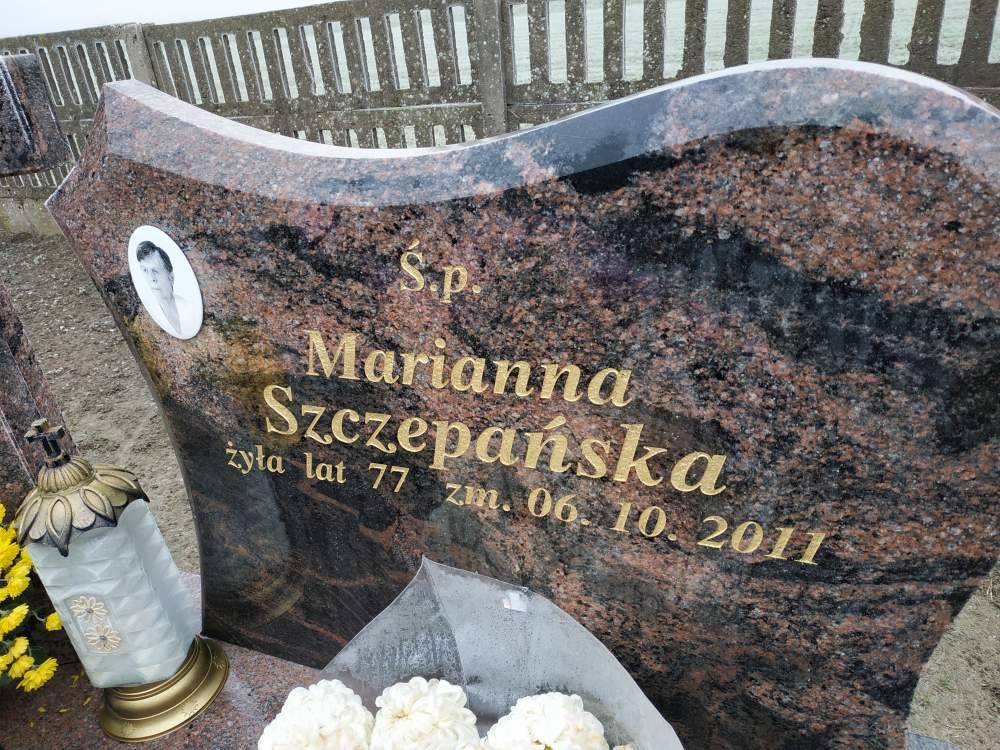 Ś.p.
Marianna
Szczepańska
żyła lat 77 zm. 06. 10. 2011